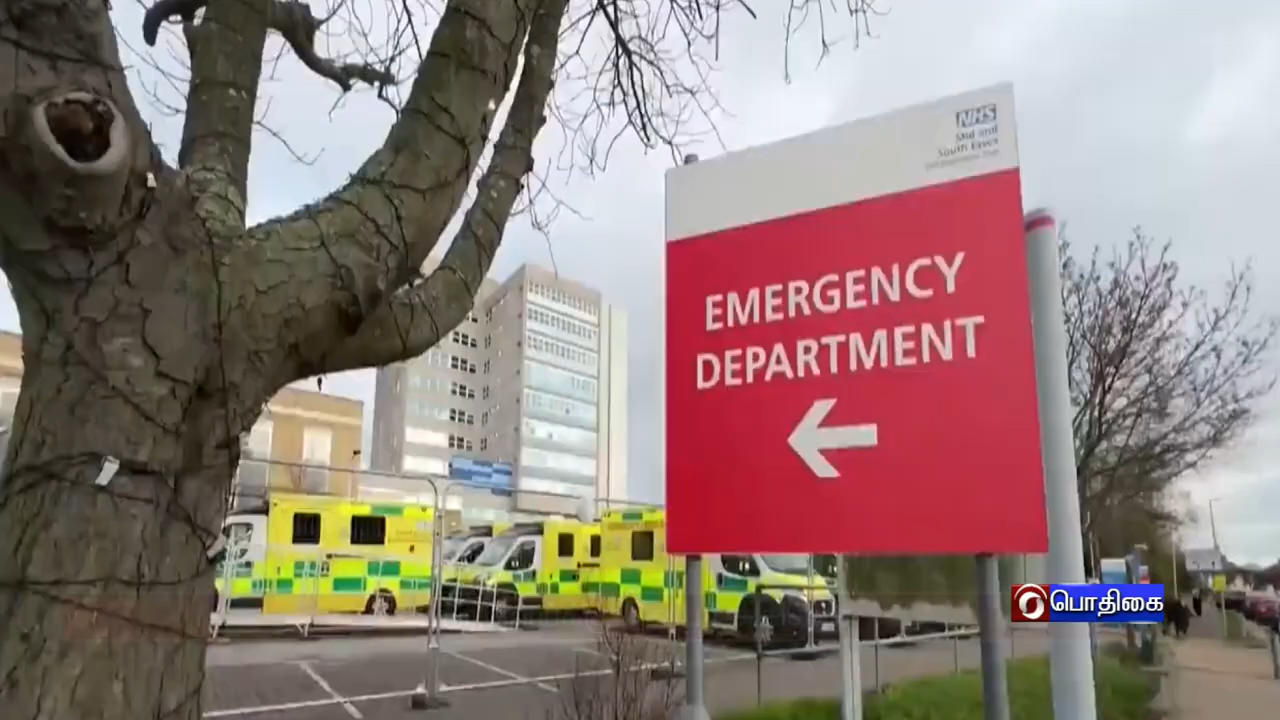 NHS
Mid and
South Essex
EMERGENCY
DEPARTMENT
பொதிகை